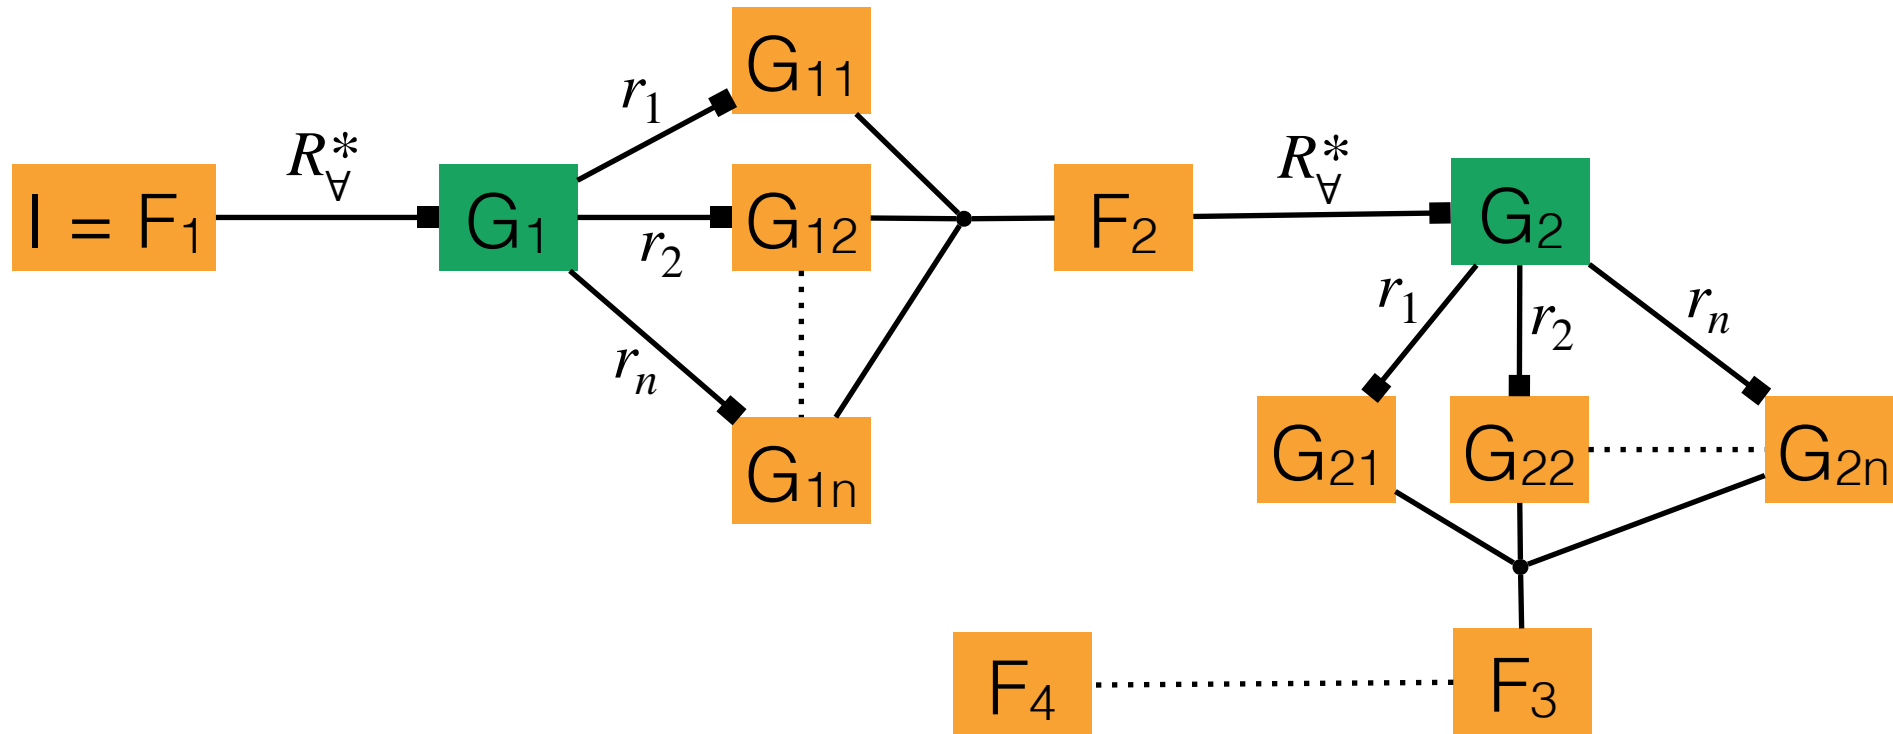 I = F₁
R*∀
G₁
r₁
r₂
rₙ
G₁₁
G₁₂
G₁ₙ
F₂
R*∀
G₂
r₁
r₂
rₙ
G₂₁
G₂₂
G₂ₙ
F₃
F₄